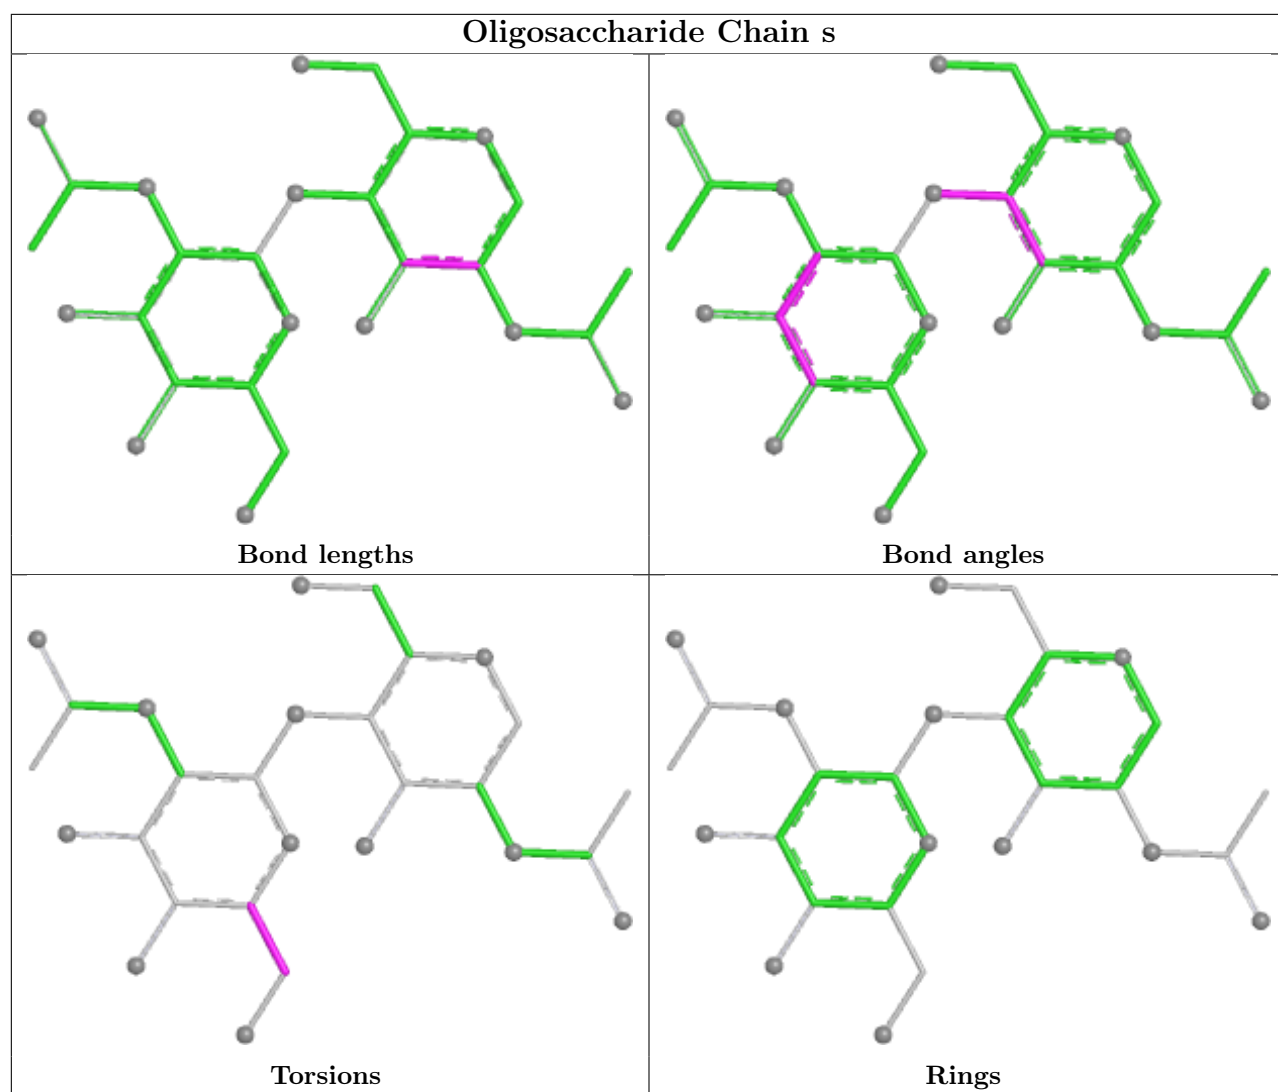 Oligosaccharide Chain s
Bond lengths
Bond angles
Torsions
Rings